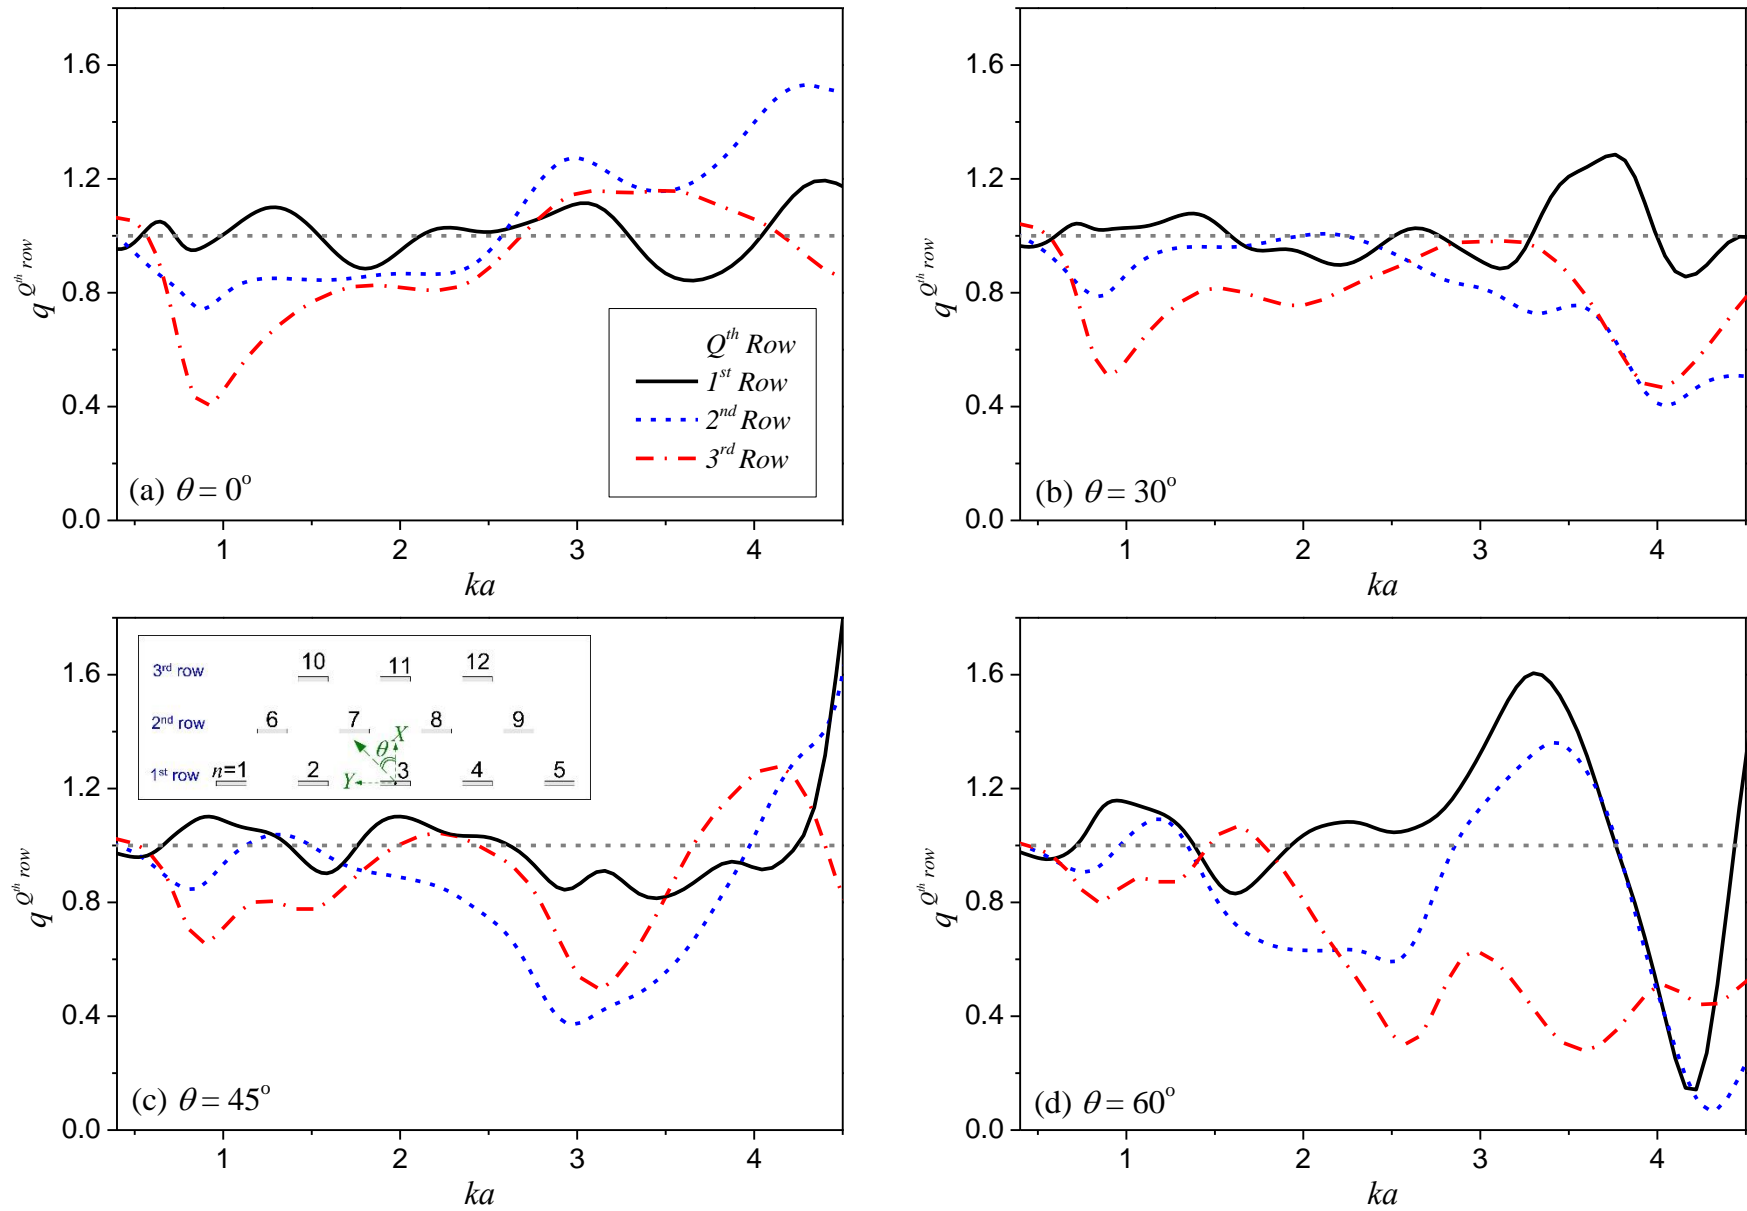 1.6
1.2
0.8
0.4
0.0
q^{Q^{th} row}
Q^{th} Row
1^{st} Row
2^{nd} Row
3^{rd} Row
(a) θ = 0°
1 2 3 4
ka
1.6
1.2
0.8
0.4
0.0
q^{Q^{th} row}
(b) θ = 30°
1 2 3 4
ka
1.6
1.2
0.8
0.4
0.0
q^{Q^{th} row}
3^{rd} row 10 11 12
2^{nd} row 6 7 8 9
X
θ
1^{st} row n=1 2 Y 3 4 5
(c) θ = 45°
1 2 3 4
ka
1.6
1.2
0.8
0.4
0.0
q^{Q^{th} row}
(d) θ = 60°
1 2 3 4
ka